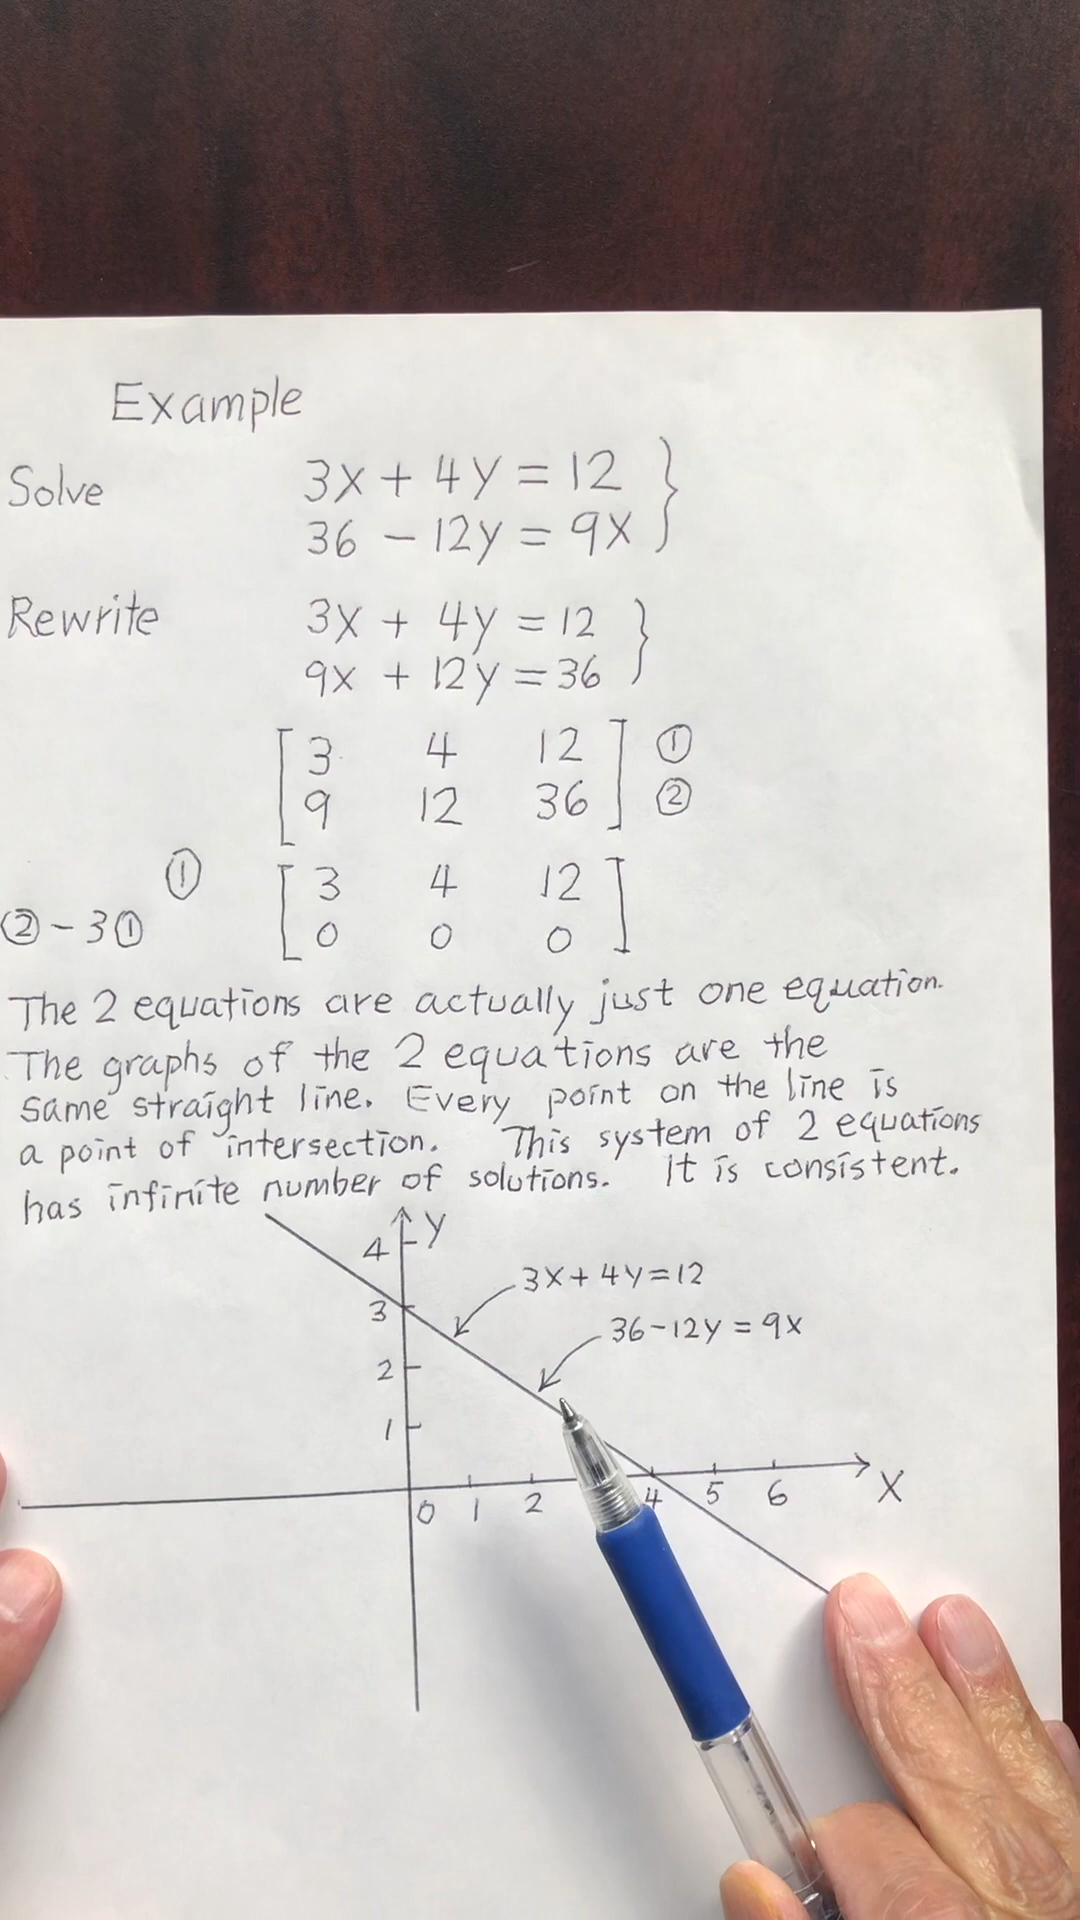 Example
Solve 3x + 4y = 12 }
36 - 12y = 9x
Rewrite 3x + 4y = 12 }
9x + 12y = 36
[ 3 4 12 ] ①
9 12 36 ②
① [ 3 4 12 ]
② - 3① 0 0 0
The 2 equations are actually just one equation.
The graphs of the 2 equations are the
same straight line. Every point on the line is
a point of intersection. This system of 2 equations
has infinite number of solutions. It is consistent.
4 Y
3x + 4y = 12
3
36 - 12y = 9x
2
1
0 1 2 4 5 6 X